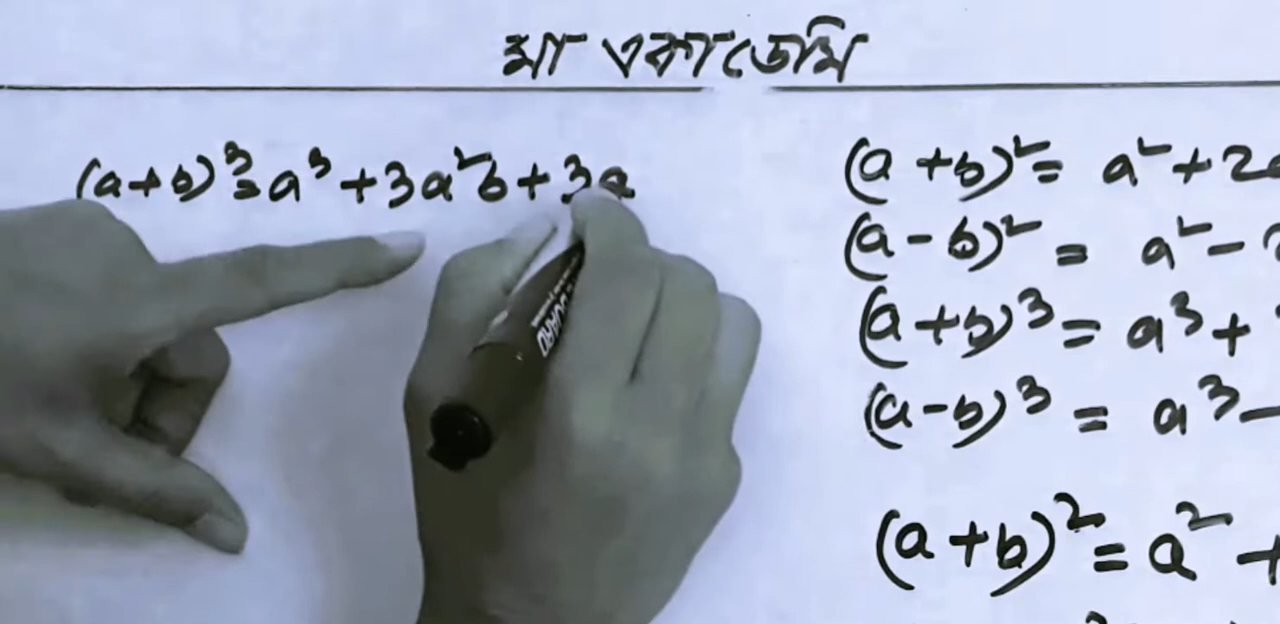 মা একাডেমি
(a+b)³=a³+3a²b+3a
(a+b)²= a²+2
(a-b)² = a²-
(a+b)³ = a³+
(a-b)³ = a³-
(a+b)²= a²+